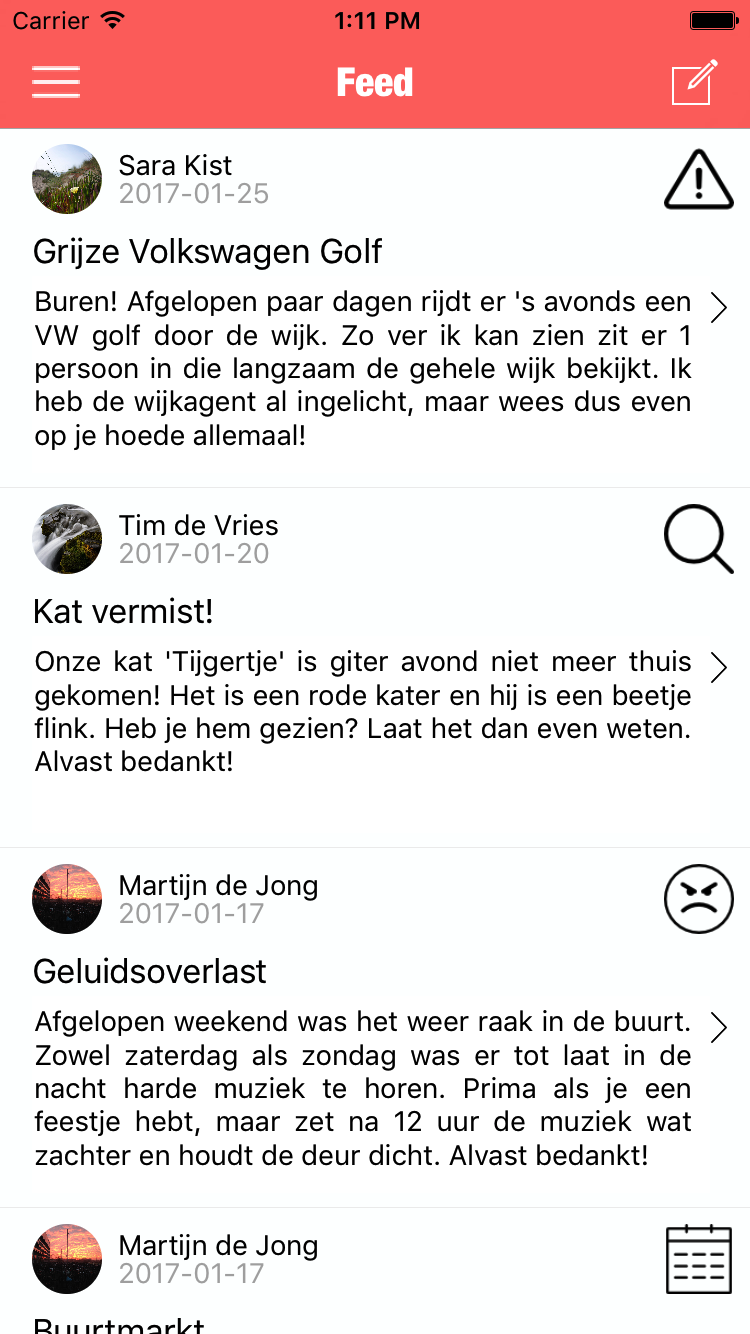 Carrier 1:11 PM
Feed
Sara Kist
2017-01-25
Grijze Volkswagen Golf
Buren! Afgelopen paar dagen rijdt er 's avonds een
VW golf door de wijk. Zo ver ik kan zien zit er 1
persoon in die langzaam de gehele wijk bekijkt. Ik
heb de wijkagent al ingelicht, maar wees dus even
op je hoede allemaal!
Tim de Vries
2017-01-20
Kat vermist!
Onze kat 'Tijgertje' is giter avond niet meer thuis
gekomen! Het is een rode kater en hij is een beetje
flink. Heb je hem gezien? Laat het dan even weten.
Alvast bedankt!
Martijn de Jong
2017-01-17
Geluidsoverlast
Afgelopen weekend was het weer raak in de buurt.
Zowel zaterdag als zondag was er tot laat in de
nacht harde muziek te horen. Prima als je een
feestje hebt, maar zet na 12 uur de muziek wat
zachter en houdt de deur dicht. Alvast bedankt!
Martijn de Jong
2017-01-17
Buurtmarkt